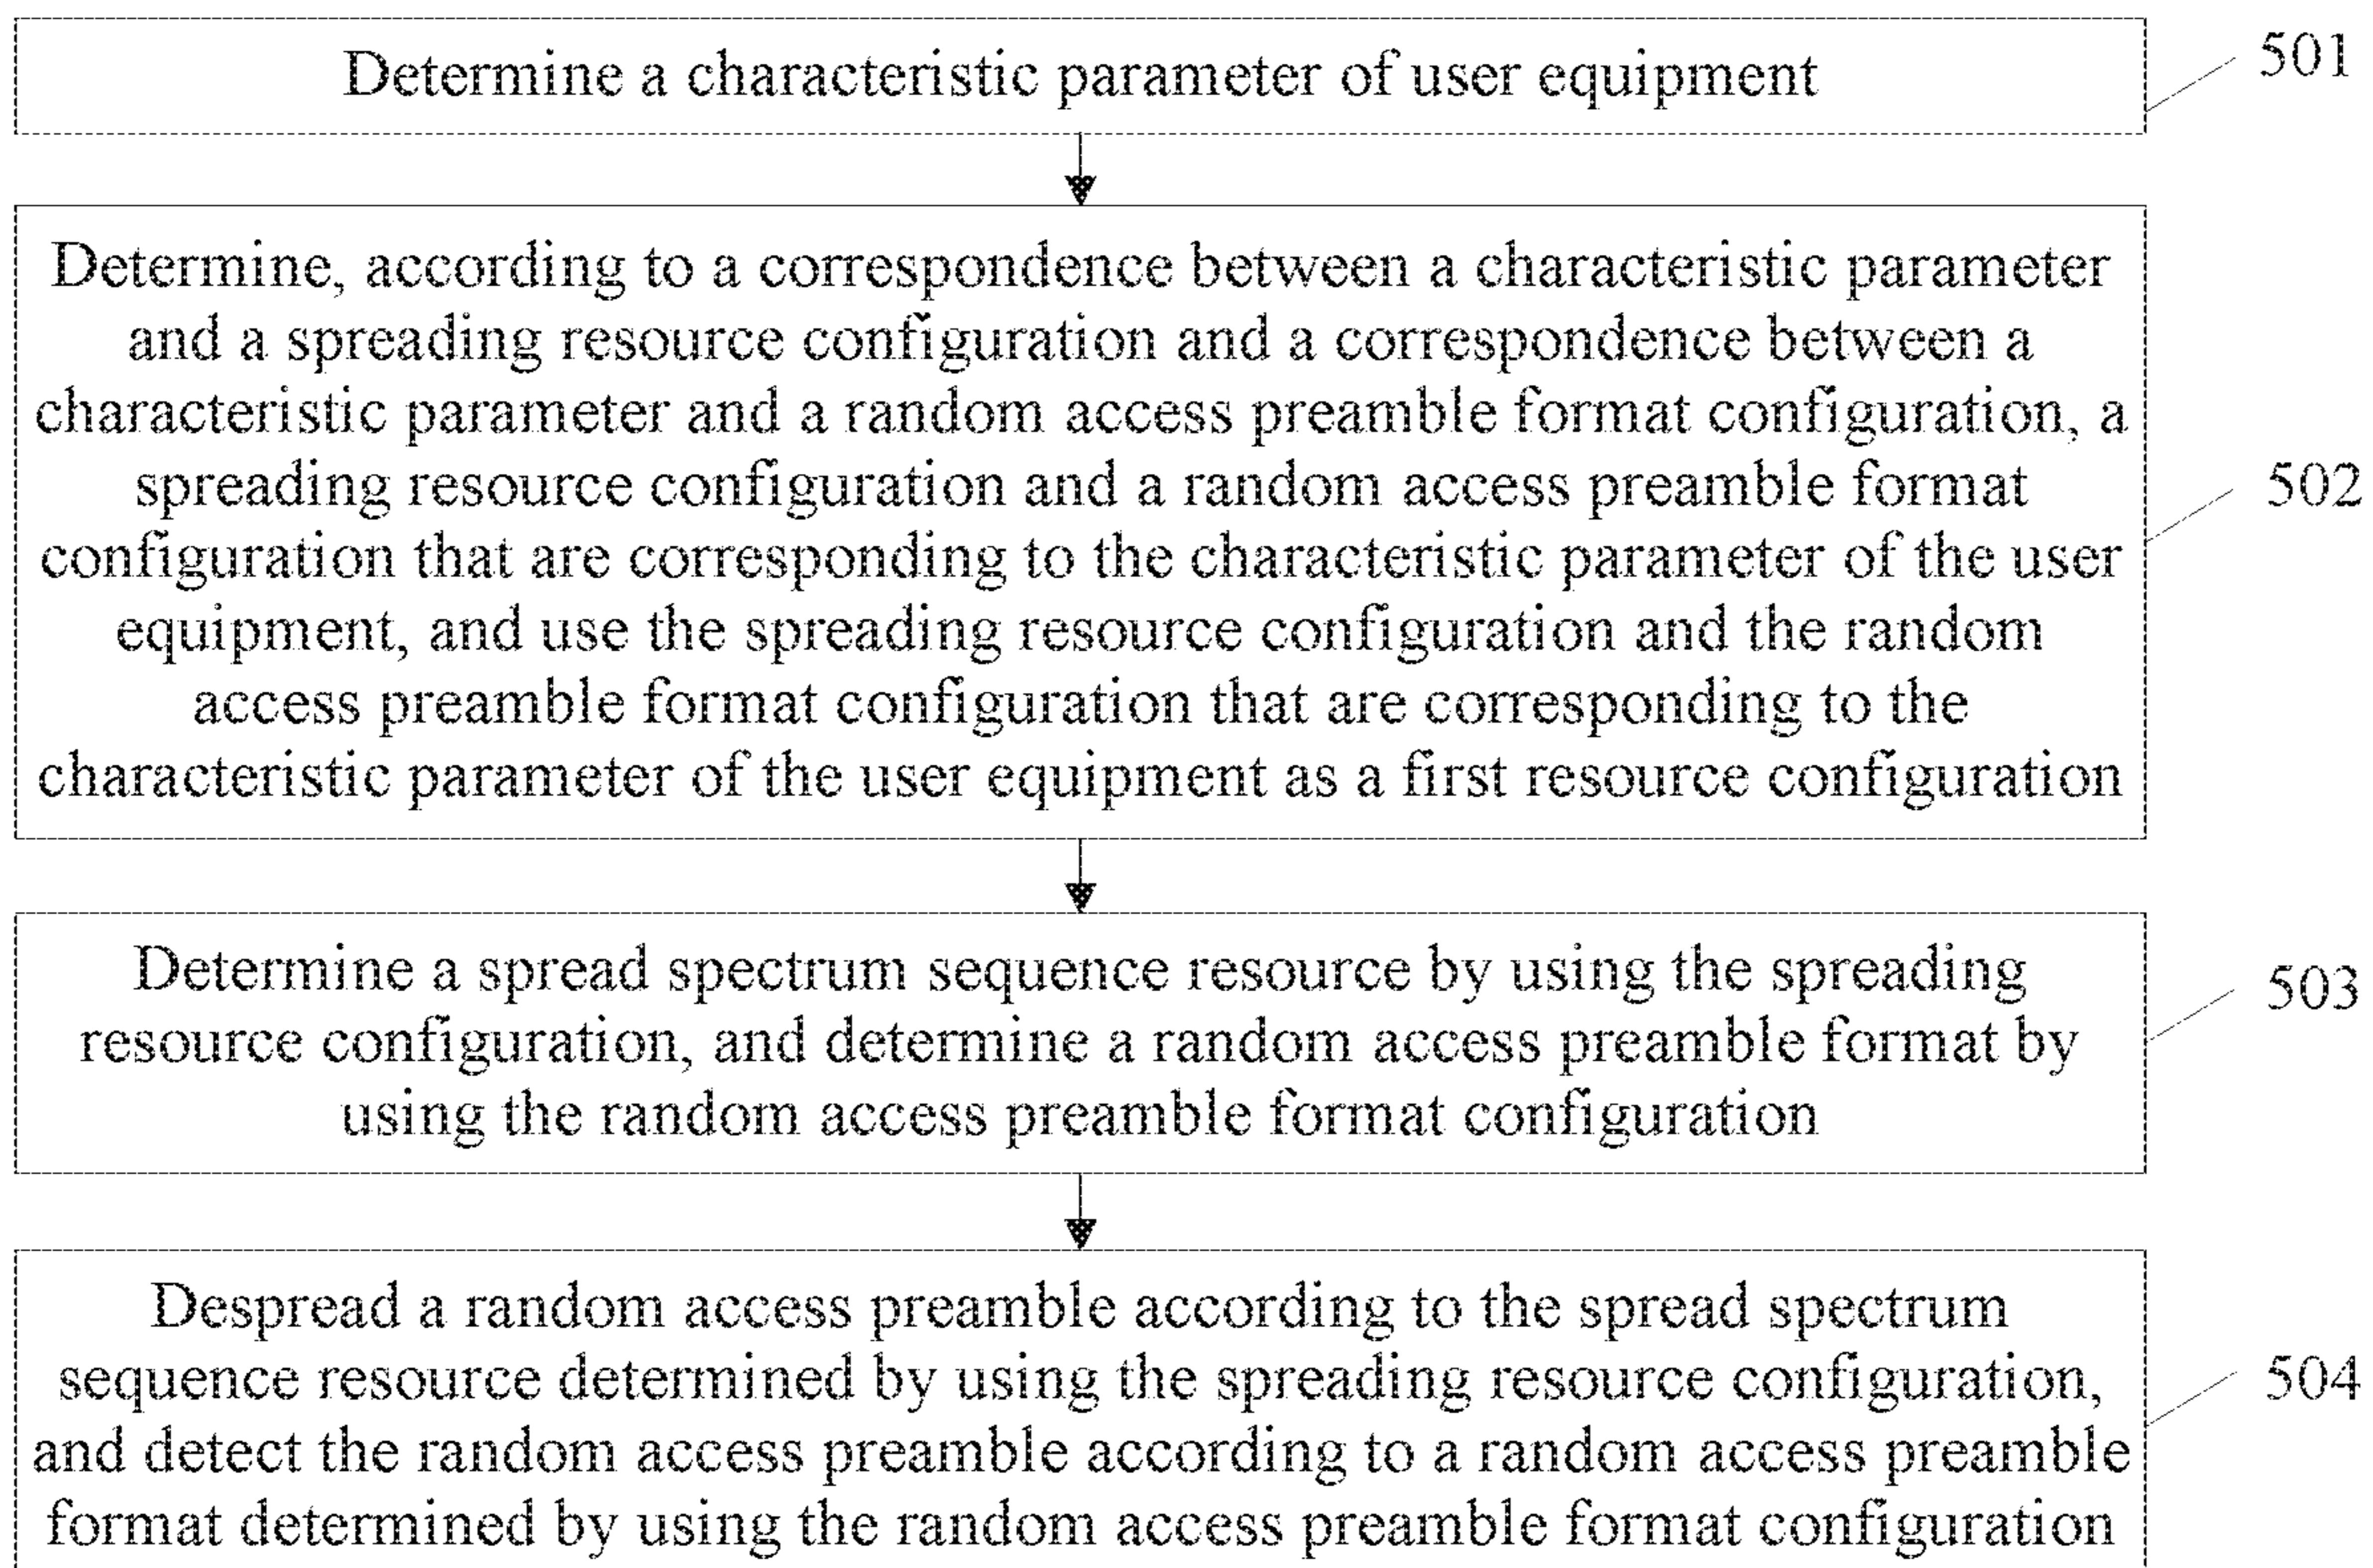 Determine a characteristic parameter of user equipment
501
Determine, according to a correspondence between a characteristic parameter
and a spreading resource configuration and a correspondence between a
characteristic parameter and a random access preamble format configuration, a
spreading resource configuration and a random access preamble format
configuration that are corresponding to the characteristic parameter of the user
equipment, and use the spreading resource configuration and the random
access preamble format configuration that are corresponding to the
characteristic parameter of the user equipment as a first resource configuration
502
Determine a spread spectrum sequence resource by using the spreading
resource configuration, and determine a random access preamble format by
using the random access preamble format configuration
503
Despread a random access preamble according to the spread spectrum
sequence resource determined by using the spreading resource configuration,
and detect the random access preamble according to a random access preamble
format determined by using the random access preamble format configuration
504